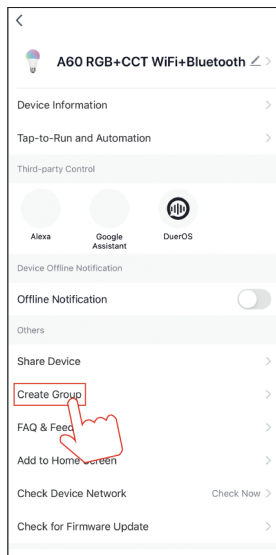 A60 RGB+CCT WiFi+Bluetooth
Device Information
Tap-to-Run and Automation
Third-party Control
Alexa
Google
Assistant
DuerOS
Device Offline Notification
Offline Notification
Others
Share Device
Create Group
FAQ & Feed
Add to Home Screen
Check Device Network
Check Now
Check for Firmware Update